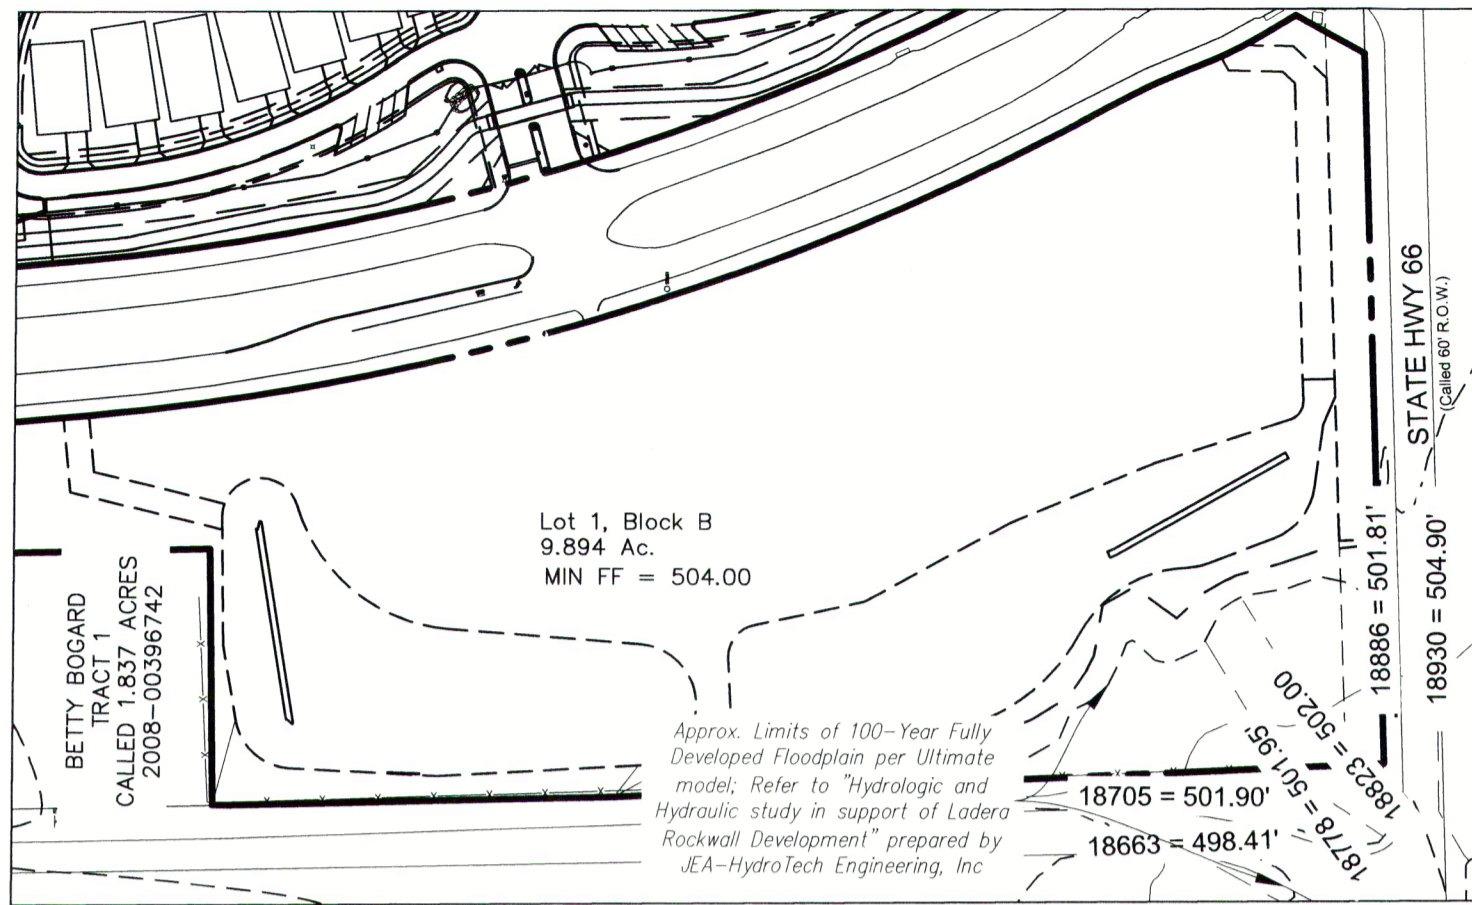 Lot 1, Block B
9.894 Ac.
MIN FF = 504.00
BETTY BOGARD
TRACT 1
CALLED 1.837 ACRES
2008-00396742
Approx. Limits of 100-Year Fully
Developed Floodplain per Ultimate
model; Refer to "Hydrologic and
Hydraulic study in support of Ladera
Rockwall Development" prepared by
JEA-HydroTech Engineering, Inc
18705 = 501.90'
18663 = 498.41'
18778 = 501.95'
18823 = 502.00
18886 = 501.81'
18930 = 504.90'
STATE HWY 66
(Called 60' R.O.W.)